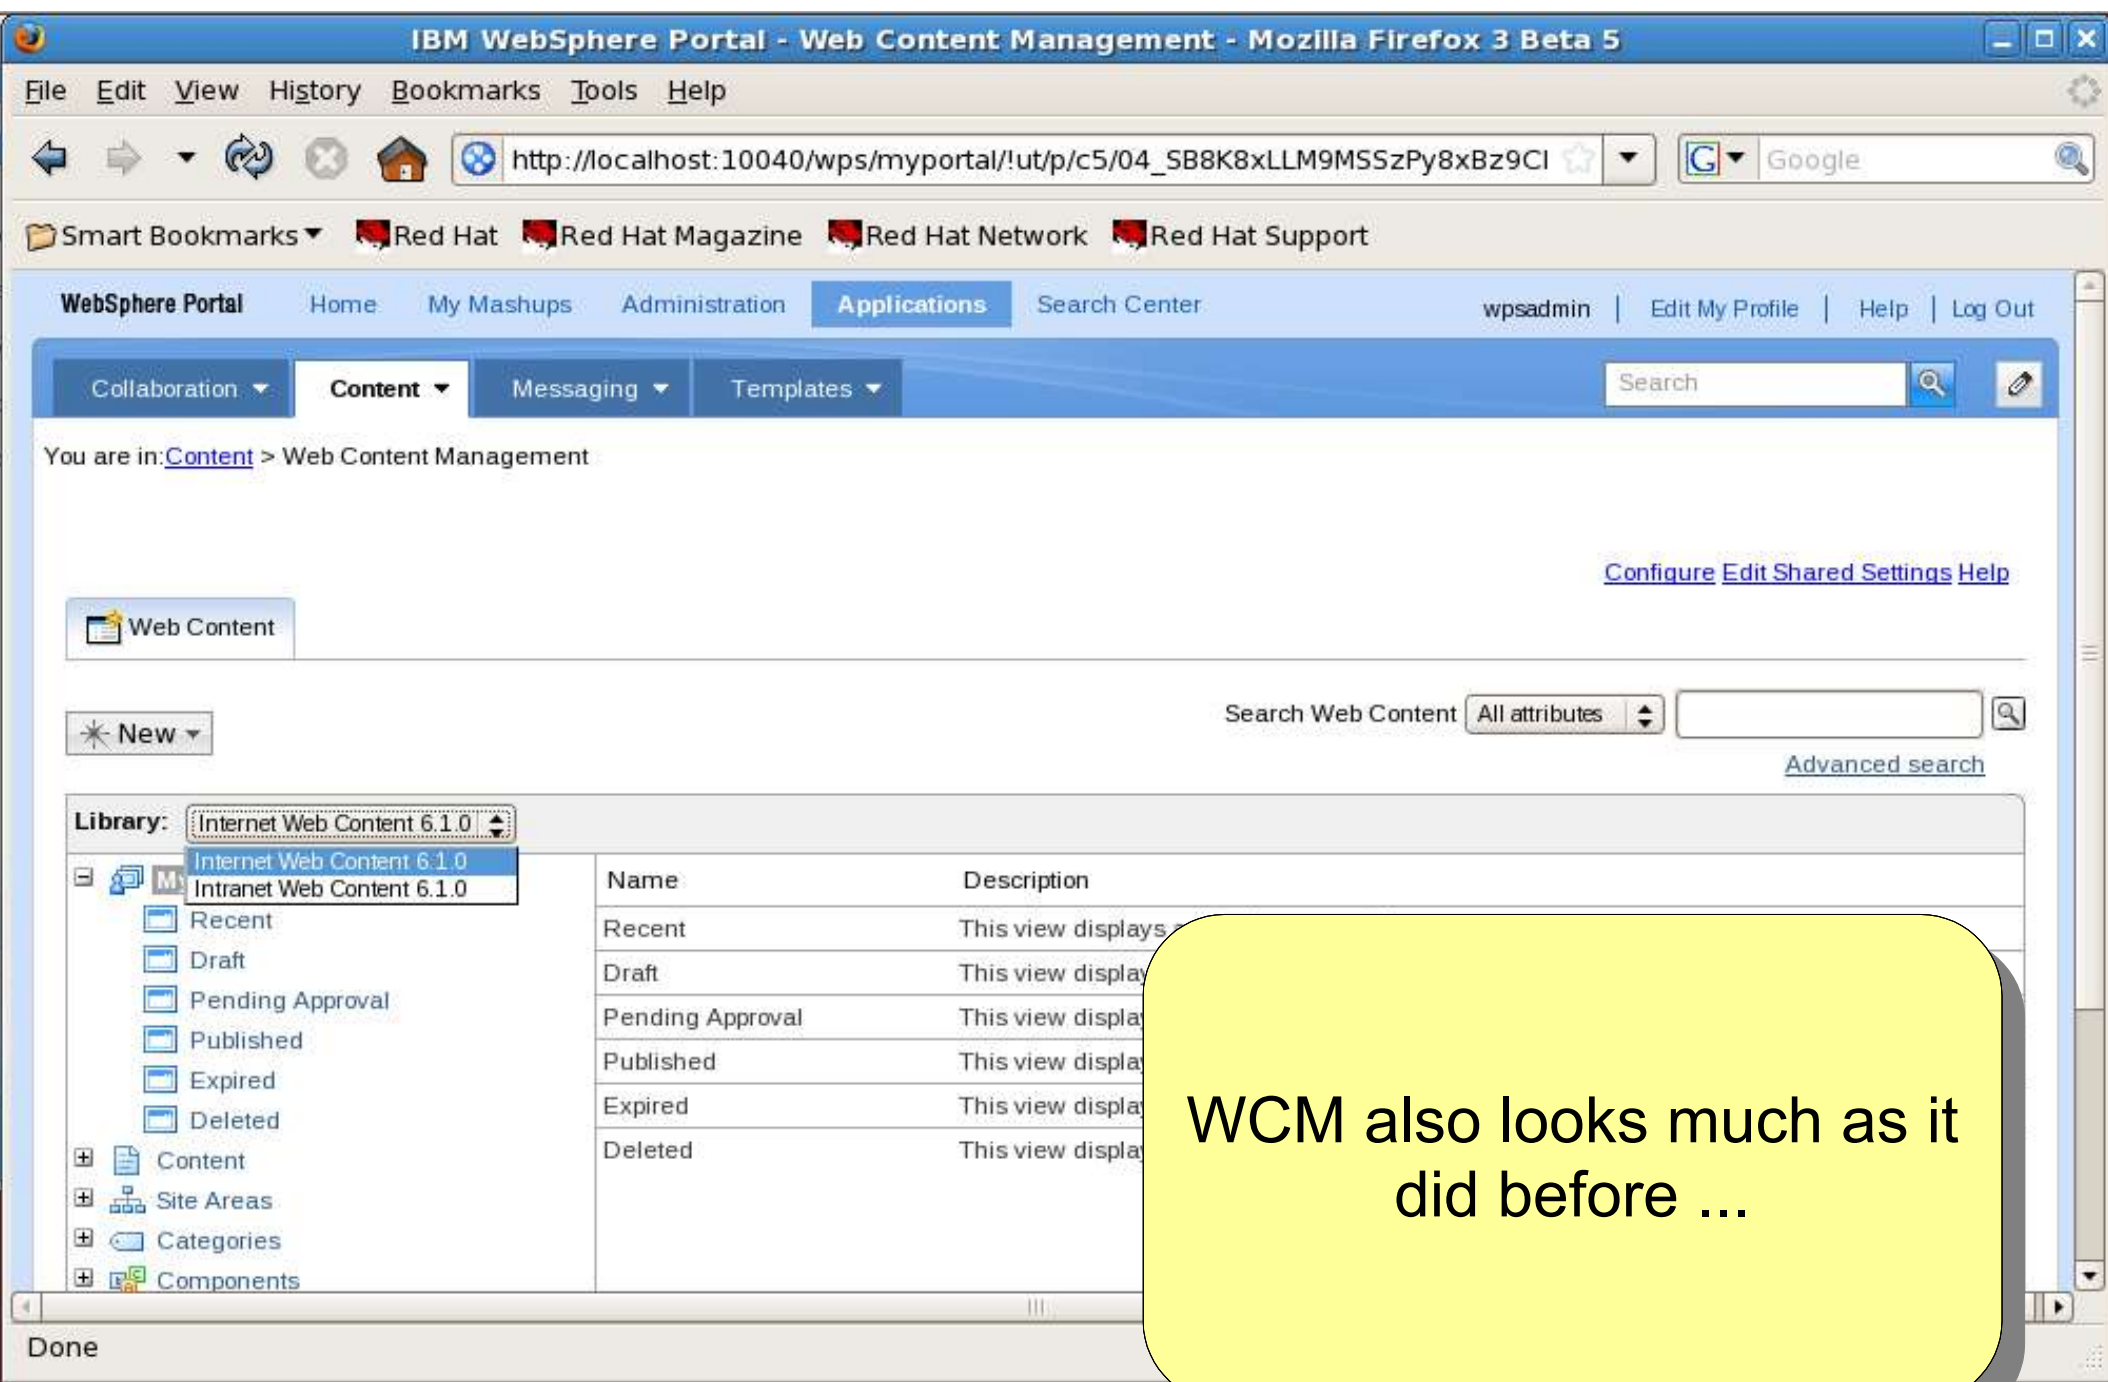 IBM WebSphere Portal - Web Content Management - Mozilla Firefox 3 Beta 5
File Edit View History Bookmarks Tools Help
http://localhost:10040/wps/myportal/!ut/p/c5/04_SB8K8xLLM9MSSzPy8xBz9CI
G Google
Smart Bookmarks Red Hat Red Hat Magazine Red Hat Network Red Hat Support
WebSphere Portal Home My Mashups Administration Applications Search Center wpsadmin | Edit My Profile | Help | Log Out
Collaboration Content Messaging Templates Search
You are in:Content > Web Content Management
Configure Edit Shared Settings Help
Web Content
New Search Web Content All attributes
Advanced search
Library: Internet Web Content 6.1.0
Internet Web Content 6.1.0
Intranet Web Content 6.1.0
Recent
Draft
Pending Approval
Published
Expired
Deleted
Content
Site Areas
Categories
Components
Name Description
Recent This view displays
Draft This view display
Pending Approval This view display
Published This view display
Expired This view display
Deleted This view display
WCM also looks much as it
did before ...
Done